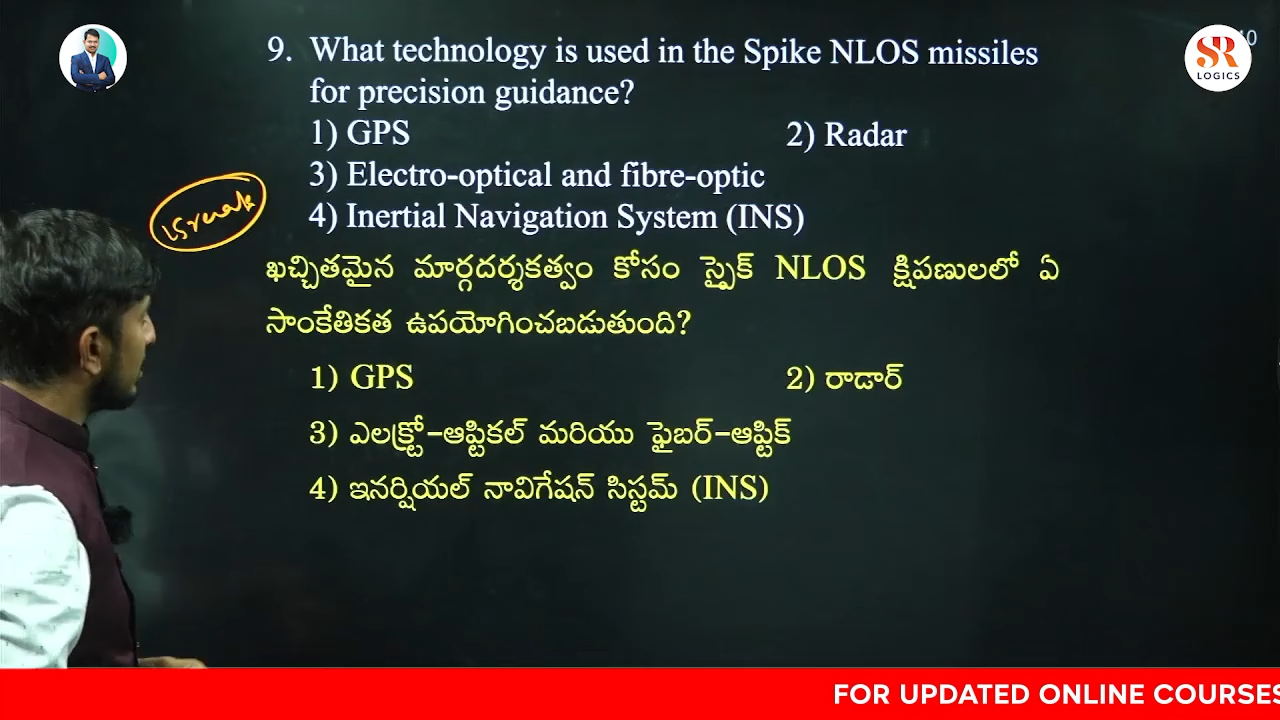 SR
LOGICS
10
9. What technology is used in the Spike NLOS missiles
for precision guidance?
1) GPS 2) Radar
3) Electro-optical and fibre-optic
4) Inertial Navigation System (INS)
ఖచ్చితమైన మార్గదర్శకత్వం కోసం స్పైక్ NLOS క్షిపణులలో ఏ
సాంకేతికత ఉపయోగించబడుతుంది?
1) GPS 2) రాడార్
3) ఎలక్ట్రో-ఆప్టికల్ మరియు ఫైబర్-ఆప్టిక్
4) ఇనర్షియల్ నావిగేషన్ సిస్టమ్ (INS)
FOR UPDATED ONLINE COURSES